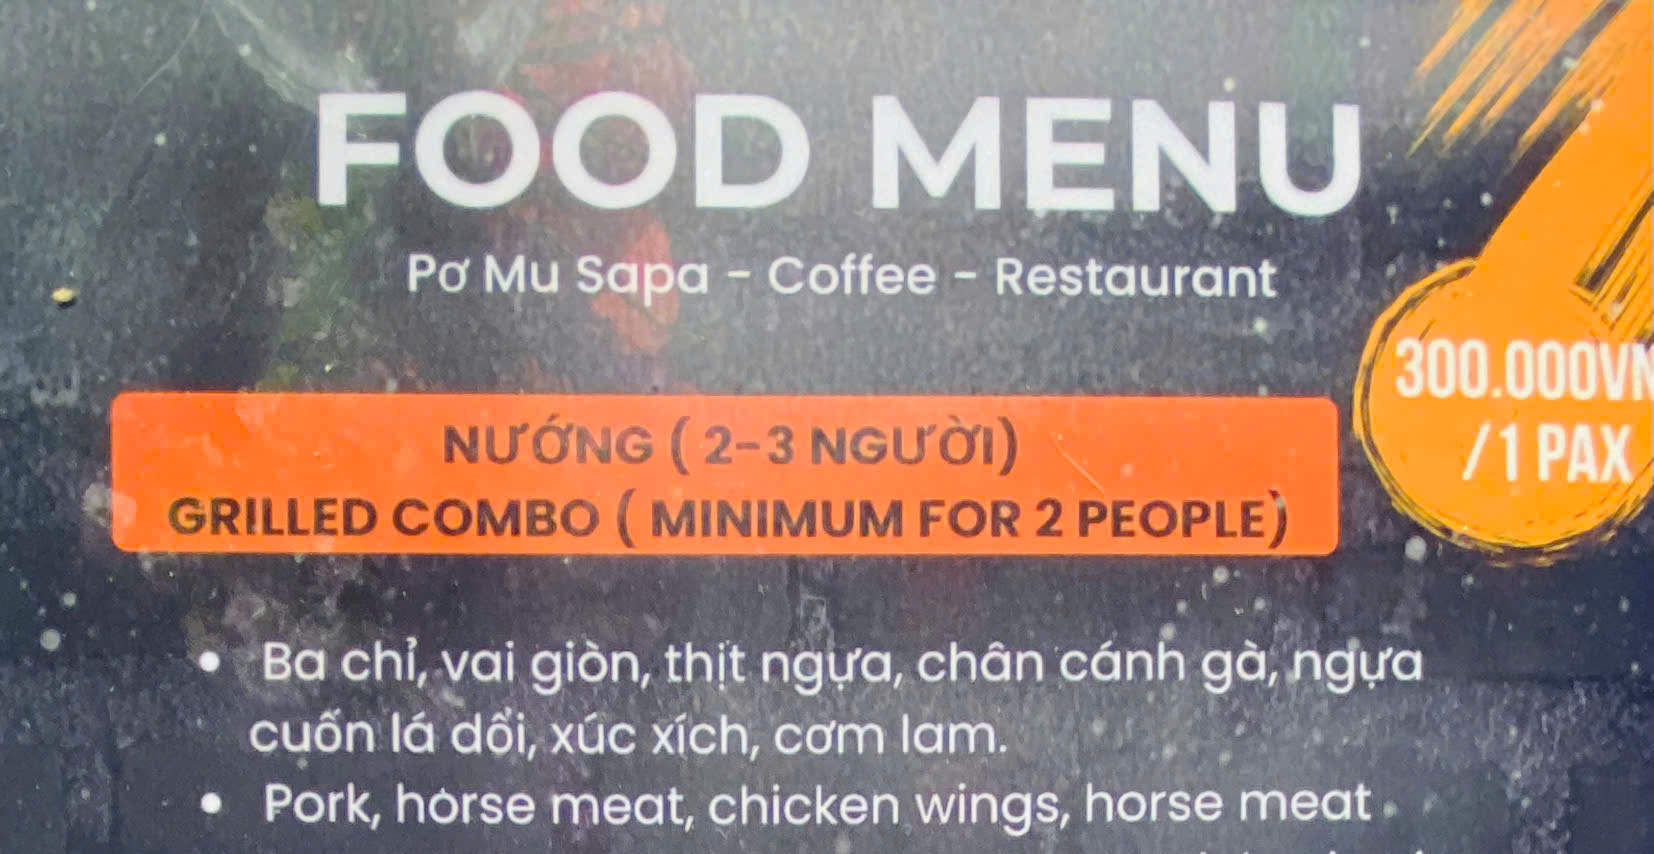 FOOD MENU
Pơ Mu Sapa - Coffee - Restaurant
300.000VN
/1 PAX
NƯỚNG ( 2-3 NGƯỜI)
GRILLED COMBO ( MINIMUM FOR 2 PEOPLE)
• Ba chỉ, vai giòn, thịt ngựa, chân cánh gà, ngựa
cuốn lá dổi, xúc xích, cơm lam.
• Pork, horse meat, chicken wings, horse meat